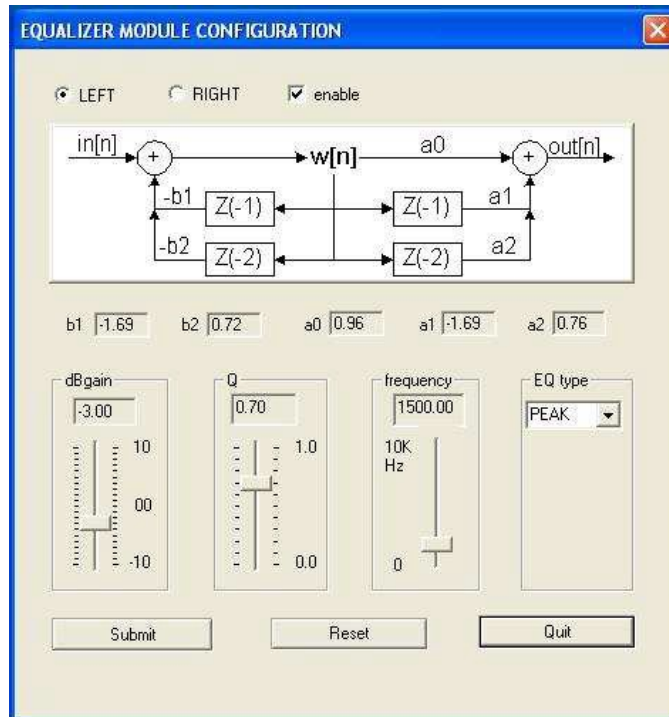 EQUALIZER MODULE CONFIGURATION
LEFT RIGHT enable
in[n] + w[n] a0 + out[n]
-b1 Z(-1) Z(-1) a1
-b2 Z(-2) Z(-2) a2
b1 -1.69 b2 0.72 a0 0.96 a1 -1.69 a2 0.76
dBgain Q frequency EQ type
-3.00 0.70 1500.00 PEAK
10 1.0 10K
Hz
00
-10 0.0 0
Submit Reset Quit